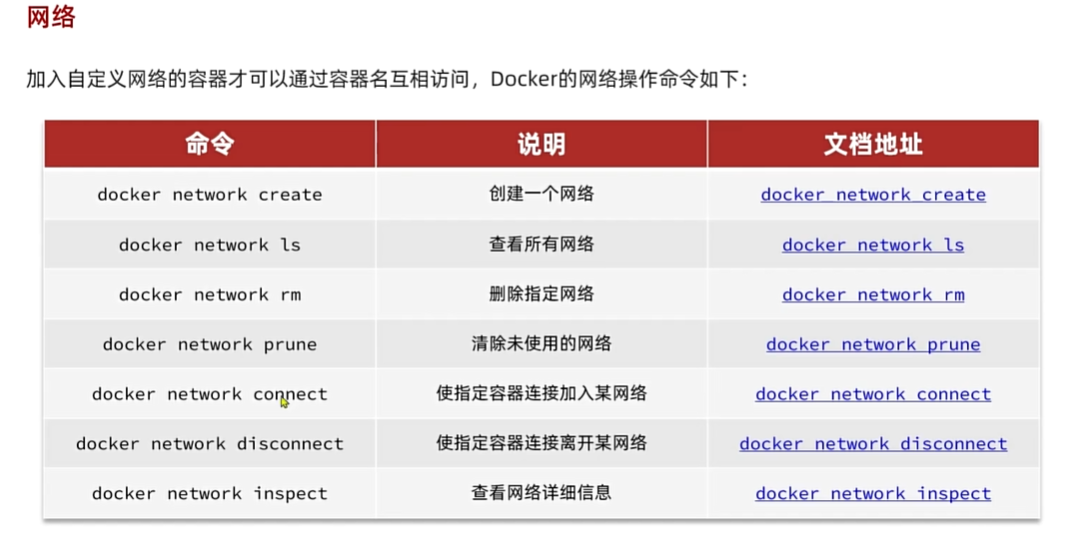 网络
加入自定义网络的容器才可以通过容器名互相访问，Docker的网络操作命令如下：
命令 说明 文档地址
docker network create 创建一个网络 docker network create
docker network ls 查看所有网络 docker network ls
docker network rm 删除指定网络 docker network rm
docker network prune 清除未使用的网络 docker network prune
docker network connect 使指定容器连接加入某网络 docker network connect
docker network disconnect 使指定容器连接离开某网络 docker network disconnect
docker network inspect 查看网络详细信息 docker network inspect